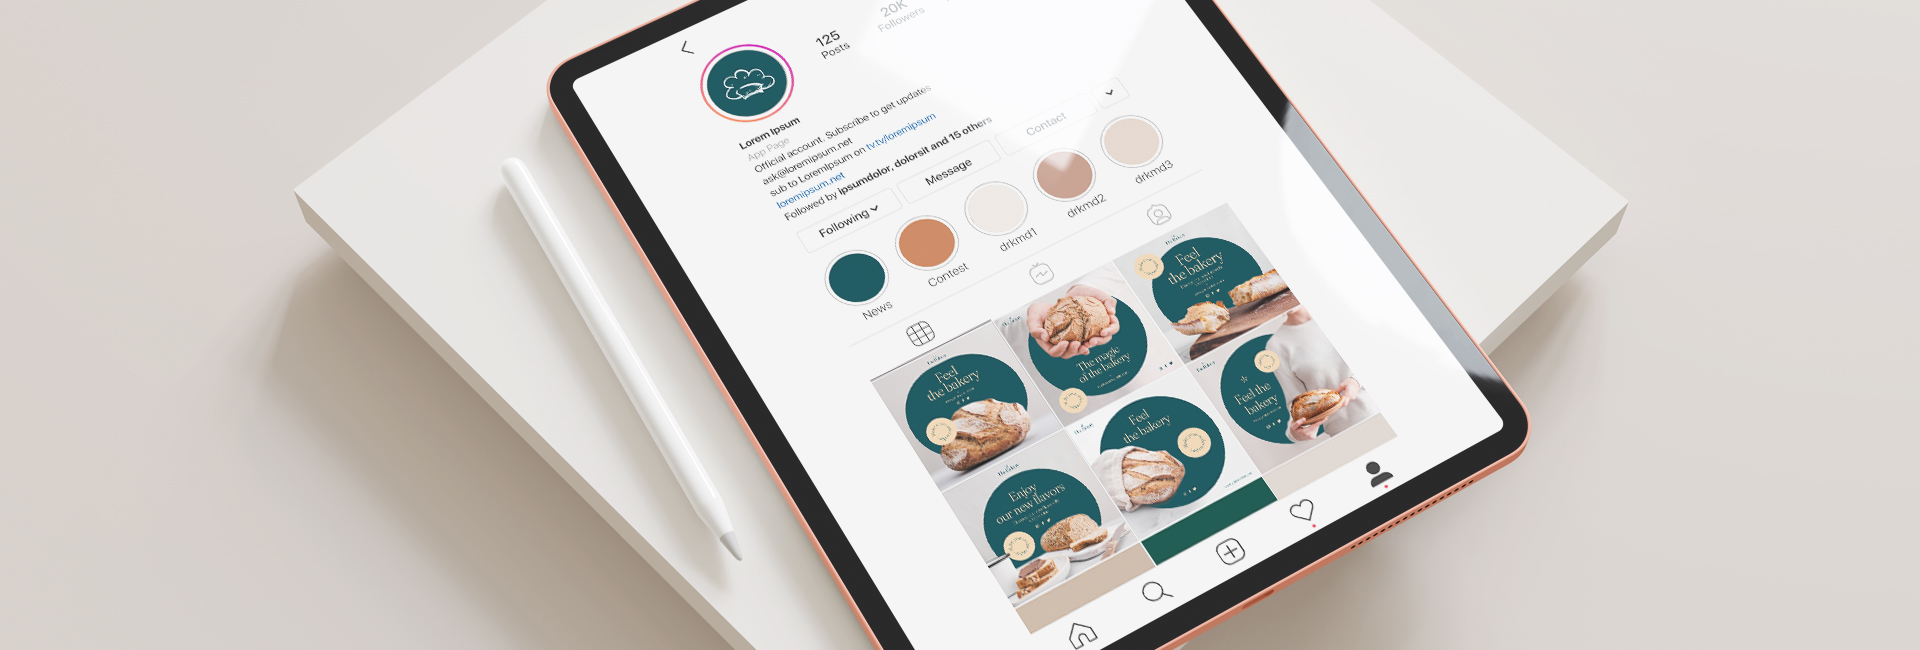 125
Posts
20K
Followers
Lorem Ipsum
App Page
Official account. Subscribe to get updates
ask@loremipsum.net
sub to LoremIpsum on tv.tv/loremipsum
loremipsum.net
Followed by ipsumdolor, dolorsit and 15 others
Following
Message
Contact
News
Contest
drkmd1
drkmd2
drkmd3
Feel
the bakery
The magic
of the bakery
Feel
the bakery
Enjoy
our new flavors
Feel
the bakery
Feel the
bakery